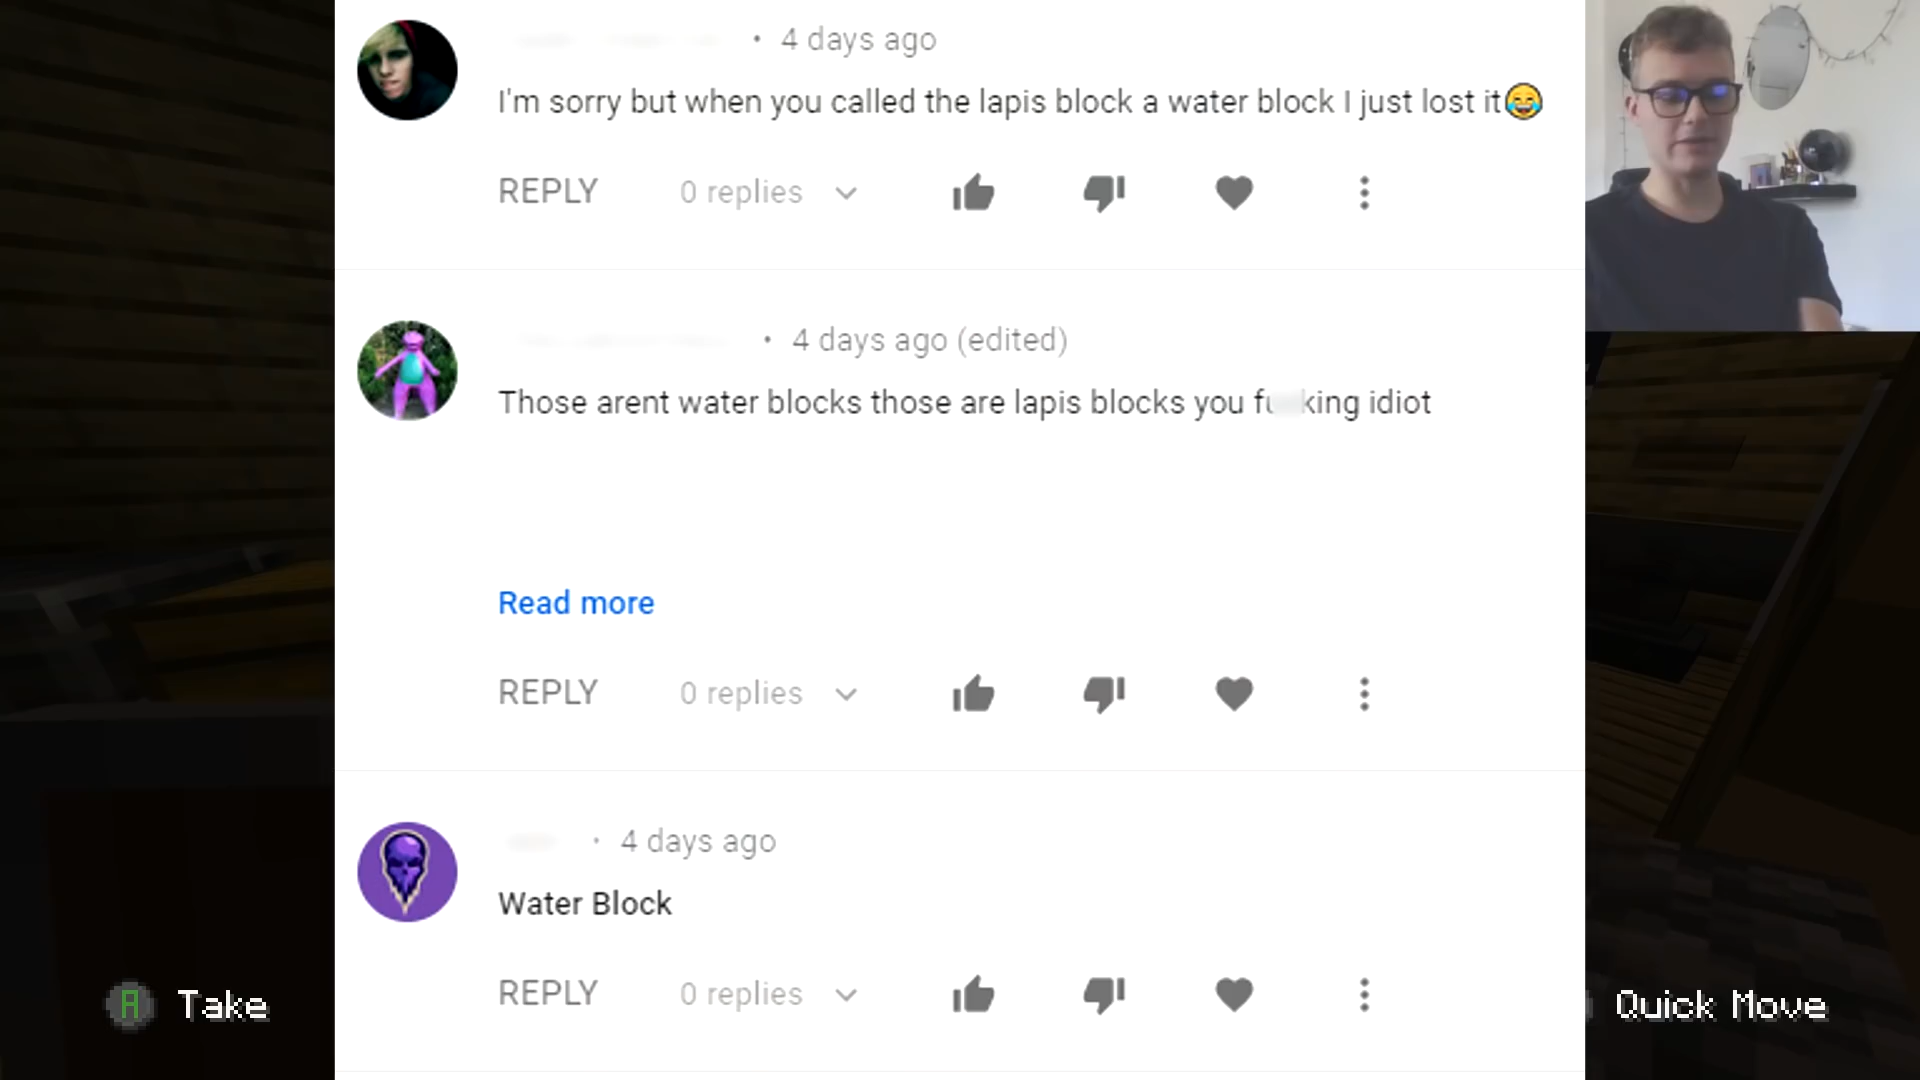 • 4 days ago
I'm sorry but when you called the lapis block a water block I just lost it😂
REPLY 0 replies
• 4 days ago (edited)
Those arent water blocks those are lapis blocks you fu king idiot
Read more
REPLY 0 replies
• 4 days ago
Water Block
REPLY 0 replies
A Take
Quick Move